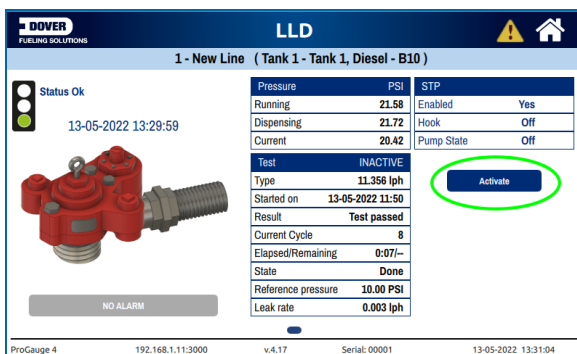 DOVER
FUELING SOLUTIONS
LLD
1 - New Line ( Tank 1 - Tank 1, Diesel - B10 )
Status Ok
13-05-2022 13:29:59
NO ALARM
Pressure PSI
Running 21.58
Dispensing 21.72
Current 20.42
Test INACTIVE
Type 11.356 lph
Started on 13-05-2022 11:50
Result Test passed
Current Cycle 8
Elapsed/Remaining 0:07/--
State Done
Reference pressure 10.00 PSI
Leak rate 0.003 lph
STP
Enabled Yes
Hook Off
Pump State Off
Activate
ProGauge 4 192.168.1.11:3000 v.4.17 Serial: 00001 13-05-2022 13:31:04